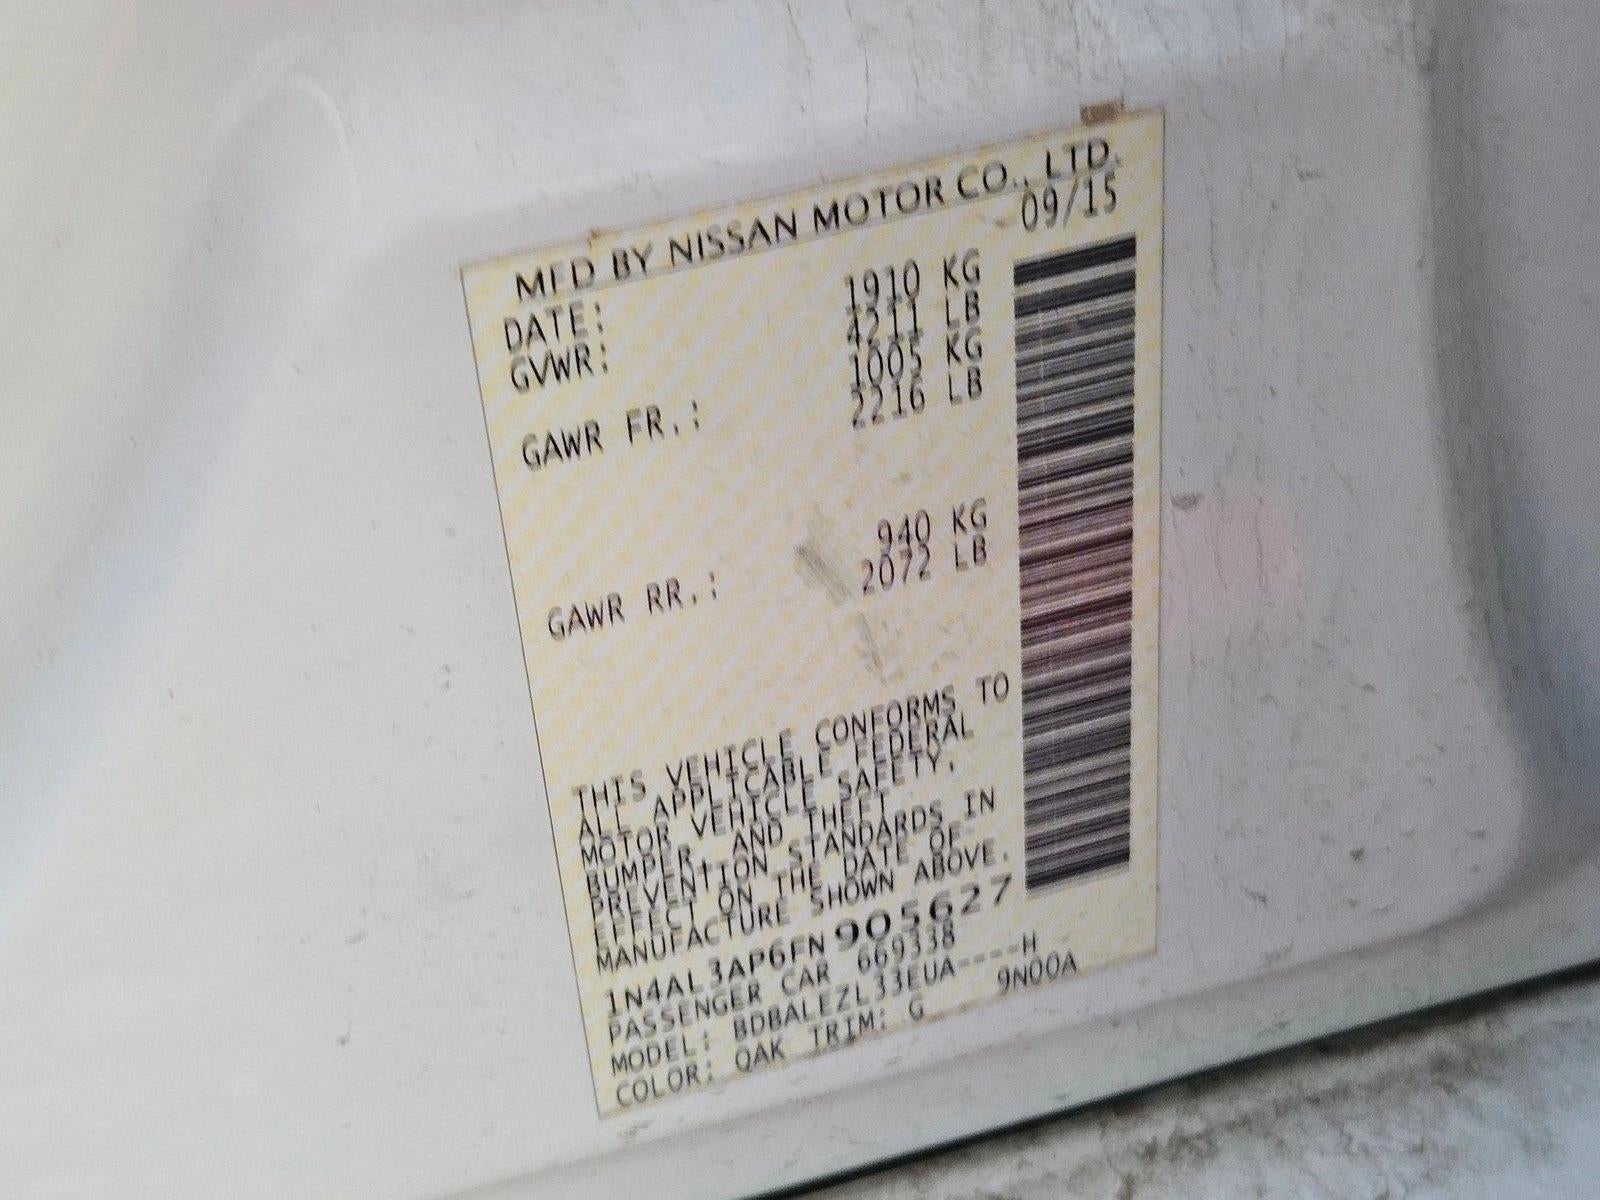 MFD BY NISSAN MOTOR CO., LTD.
DATE: 09/15
GVWR: 1910 KG
4211 LB
GAWR FR.: 1005 KG
2216 LB
GAWR RR.: 940 KG
2072 LB
THIS VEHICLE CONFORMS TO
ALL APPLICABLE FEDERAL
MOTOR VEHICLE SAFETY,
BUMPER, AND THEFT
PREVENTION STANDARDS IN
EFFECT ON THE DATE OF
MANUFACTURE SHOWN ABOVE.
1N4AL3AP6FN905627
PASSENGER CAR 669338
MODEL: BDBALEZL33EUA----H
COLOR: QAK TRIM: G 9N00A